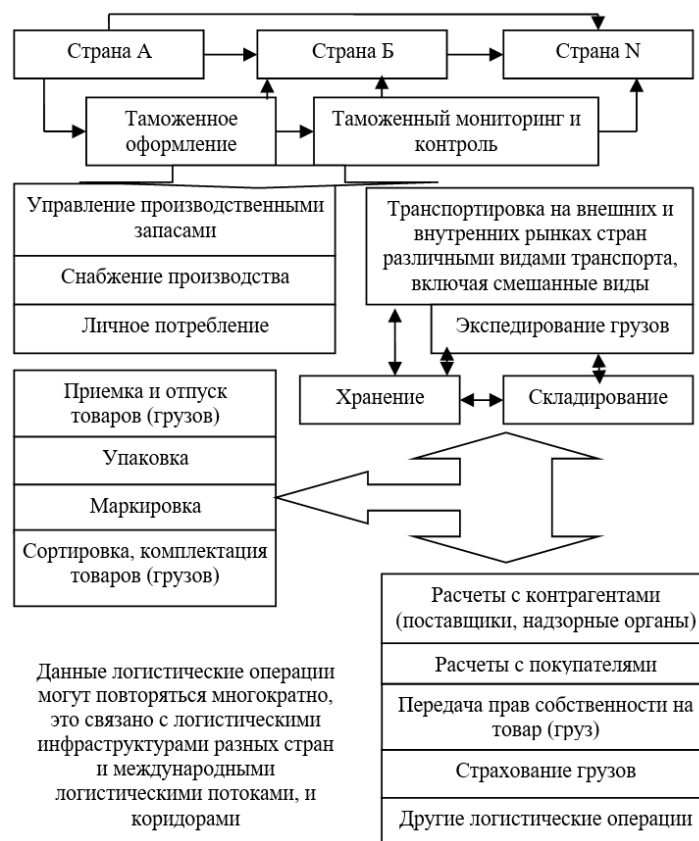 Страна А
Страна Б
Страна N
Таможенное
оформление
Таможенный мониторинг и
контроль
Управление производственными
запасами
Снабжение производства
Личное потребление
Транспортировка на внешних и
внутренних рынках стран
различными видами транспорта,
включая смешанные виды
Экспедирование грузов
Хранение
Складирование
Приемка и отпуск
товаров (грузов)
Упаковка
Маркировка
Сортировка, комплектация
товаров (грузов)
Расчеты с контрагентами
(поставщики, надзорные органы)
Расчеты с покупателями
Передача прав собственности на
товар (груз)
Страхование грузов
Другие логистические операции
Данные логистические операции
могут повторяться многократно,
это связано с логистическими
инфраструктурами разных стран
и международными
логистическими потоками, и
коридорами